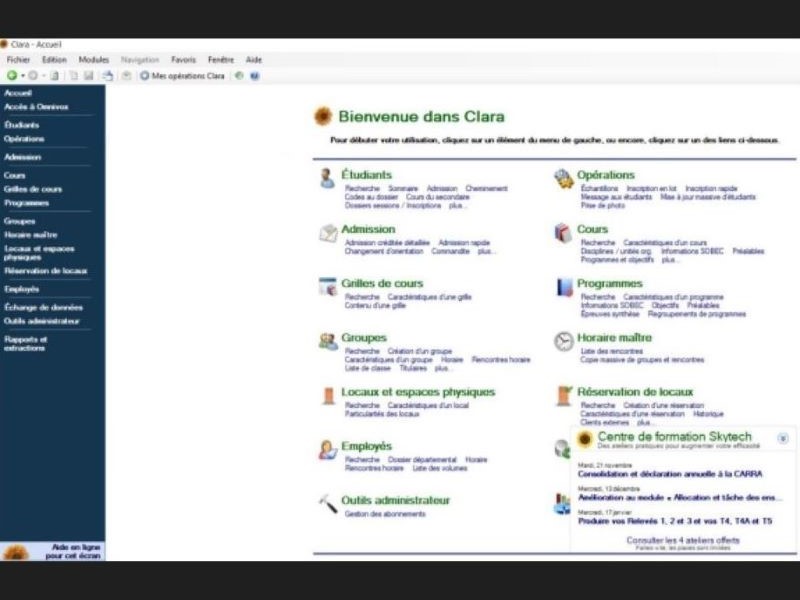 Clara - Accueil
Fichier Edition Modules Navigation Favoris Fenêtre Aide
Mes opérations Clara
Accueil
Accès à Omnivox
Étudiants
Opérations
Admission
Cours
Grilles de cours
Programmes
Groupes
Horaire maître
Locaux et espaces
physiques
Réservation de locaux
Employés
Échange de données
Outils administrateur
Rapports et
extractions
Aide en ligne
pour cet écran
Bienvenue dans Clara
Pour débuter votre utilisation, cliquez sur un élément du menu de gauche, ou encore, cliquez sur un des liens ci-dessous.
Étudiants
Recherche Sommaire Admission Cheminement
Codes au dossier Cours du secondaire
Dossiers sessions / Inscriptions plus...
Opérations
Échantillons Inscription en lot Inscription rapide
Message aux étudiants Mise à jour massive d'étudiants
Prise de photo
Admission
Admission créditée détaillée Admission rapide
Changement d'orientation Commandite plus...
Cours
Recherche Caractéristiques d'un cours
Disciplines / unités org. Informations SOBEC Préalables
Programmes et objectifs plus...
Grilles de cours
Recherche Caractéristiques d'une grille
Contenu d'une grille
Programmes
Recherche Caractéristiques d'un programme
Informations SOBEC Objectifs Préalables
Épreuves synthèse Regroupements de programmes
Groupes
Recherche Création d'un groupe
Caractéristiques d'un groupe Horaire Rencontres horaire
Liste de classe Titulaires plus...
Horaire maître
Liste des rencontres
Copie massive de groupes et rencontres
Locaux et espaces physiques
Recherche Caractéristiques d'un local
Particularités des locaux
Réservation de locaux
Recherche Création d'une réservation
Caractéristiques d'une réservation Historique
Clients externes plus...
Employés
Recherche Dossier départemental Horaire
Rencontres horaire Liste des volumes
Outils administrateur
Gestion des abonnements
Centre de formation Skytech
Des ateliers pratiques pour augmenter votre efficacité
Mardi, 21 novembre
Consolidation et déclaration annuelle à la CARRA
Mercredi, 13 décembre
Amélioration au module « Allocation et tâche des ens...
Mercredi, 17 janvier
Produire vos Relevés 1, 2 et 3 et vos T4, T4A et T5
Consulter les 4 ateliers offerts
Faites vite, les places sont limitées